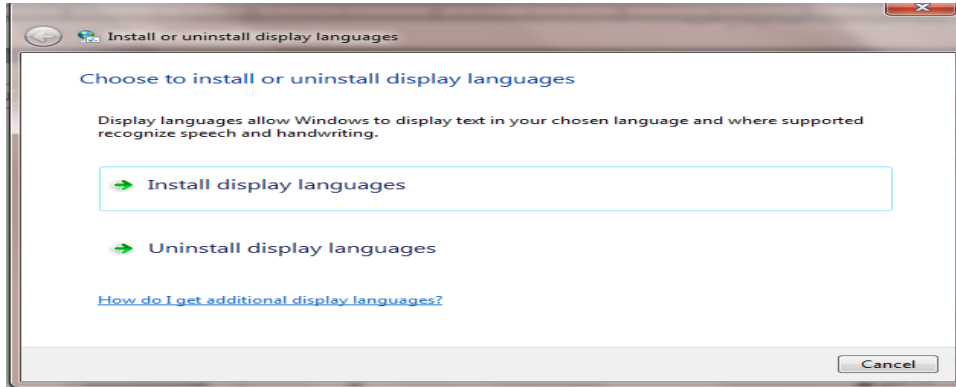 Install or uninstall display languages
Choose to install or uninstall display languages
Display languages allow Windows to display text in your chosen language and where supported
recognize speech and handwriting.
Install display languages
Uninstall display languages
How do I get additional display languages?
Cancel